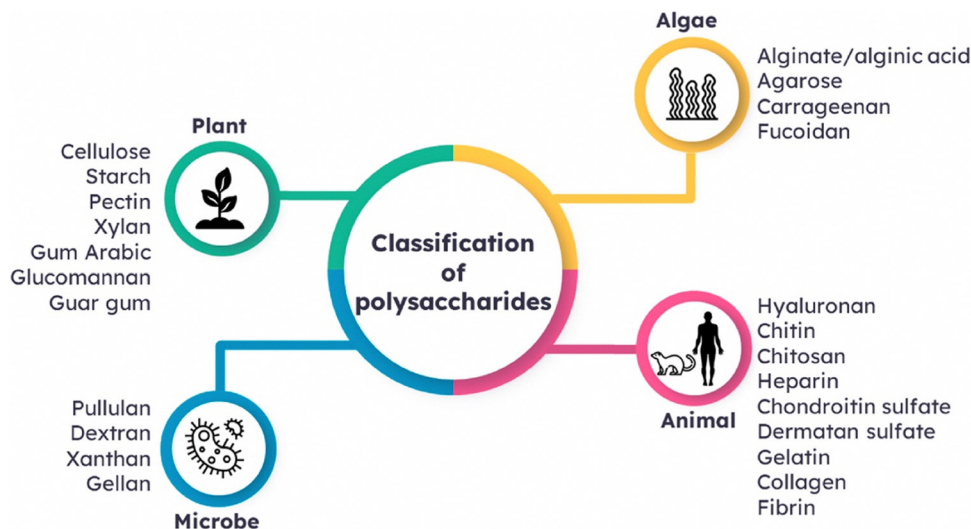 Classification
of
polysaccharides
Plant
Cellulose
Starch
Pectin
Xylan
Gum Arabic
Glucomannan
Guar gum
Algae
Alginate/alginic acid
Agarose
Carrageenan
Fucoidan
Pullulan
Dextran
Xanthan
Gellan
Microbe
Hyaluronan
Chitin
Chitosan
Heparin
Chondroitin sulfate
Dermatan sulfate
Gelatin
Collagen
Fibrin
Animal